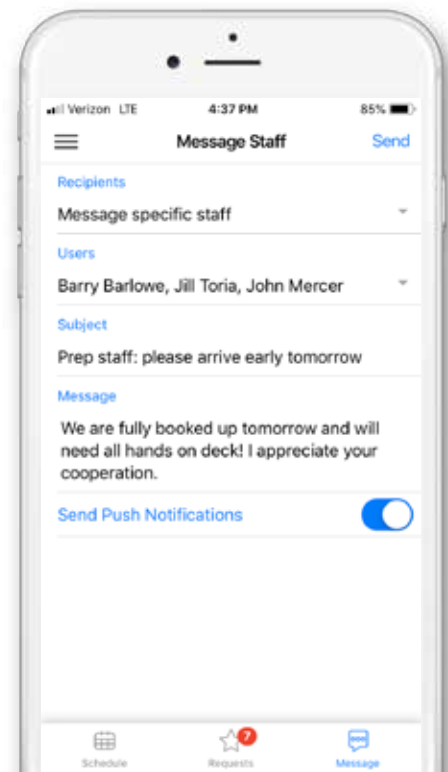 Verizon LTE 4:37 PM 85%
Message Staff Send
Recipients
Message specific staff
Users
Barry Barlowe, Jill Toria, John Mercer
Subject
Prep staff: please arrive early tomorrow
Message
We are fully booked up tomorrow and will
need all hands on deck! I appreciate your
cooperation.
Send Push Notifications
7
Schedule Requests Message